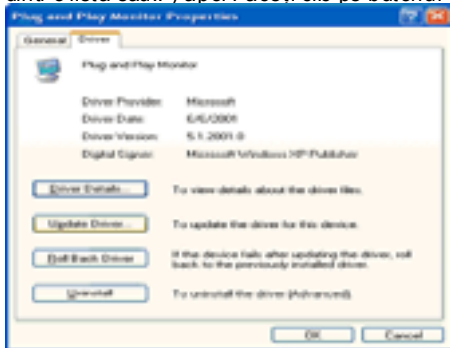 Plug and Play Monitor Properties
General
Driver
Plug and Play Monitor
Driver Provider: Microsoft
Driver Date: 6/6/2001
Driver Version: 5.1.2001.0
Digital Signer: Microsoft Windows XP Publisher
Driver Details...
To view details about the driver files.
Update Driver...
To update the driver for this device.
Roll Back Driver
If the device fails after updating the driver, roll
back to the previously installed driver.
Uninstall
To uninstall the driver (Advanced).
OK
Cancel